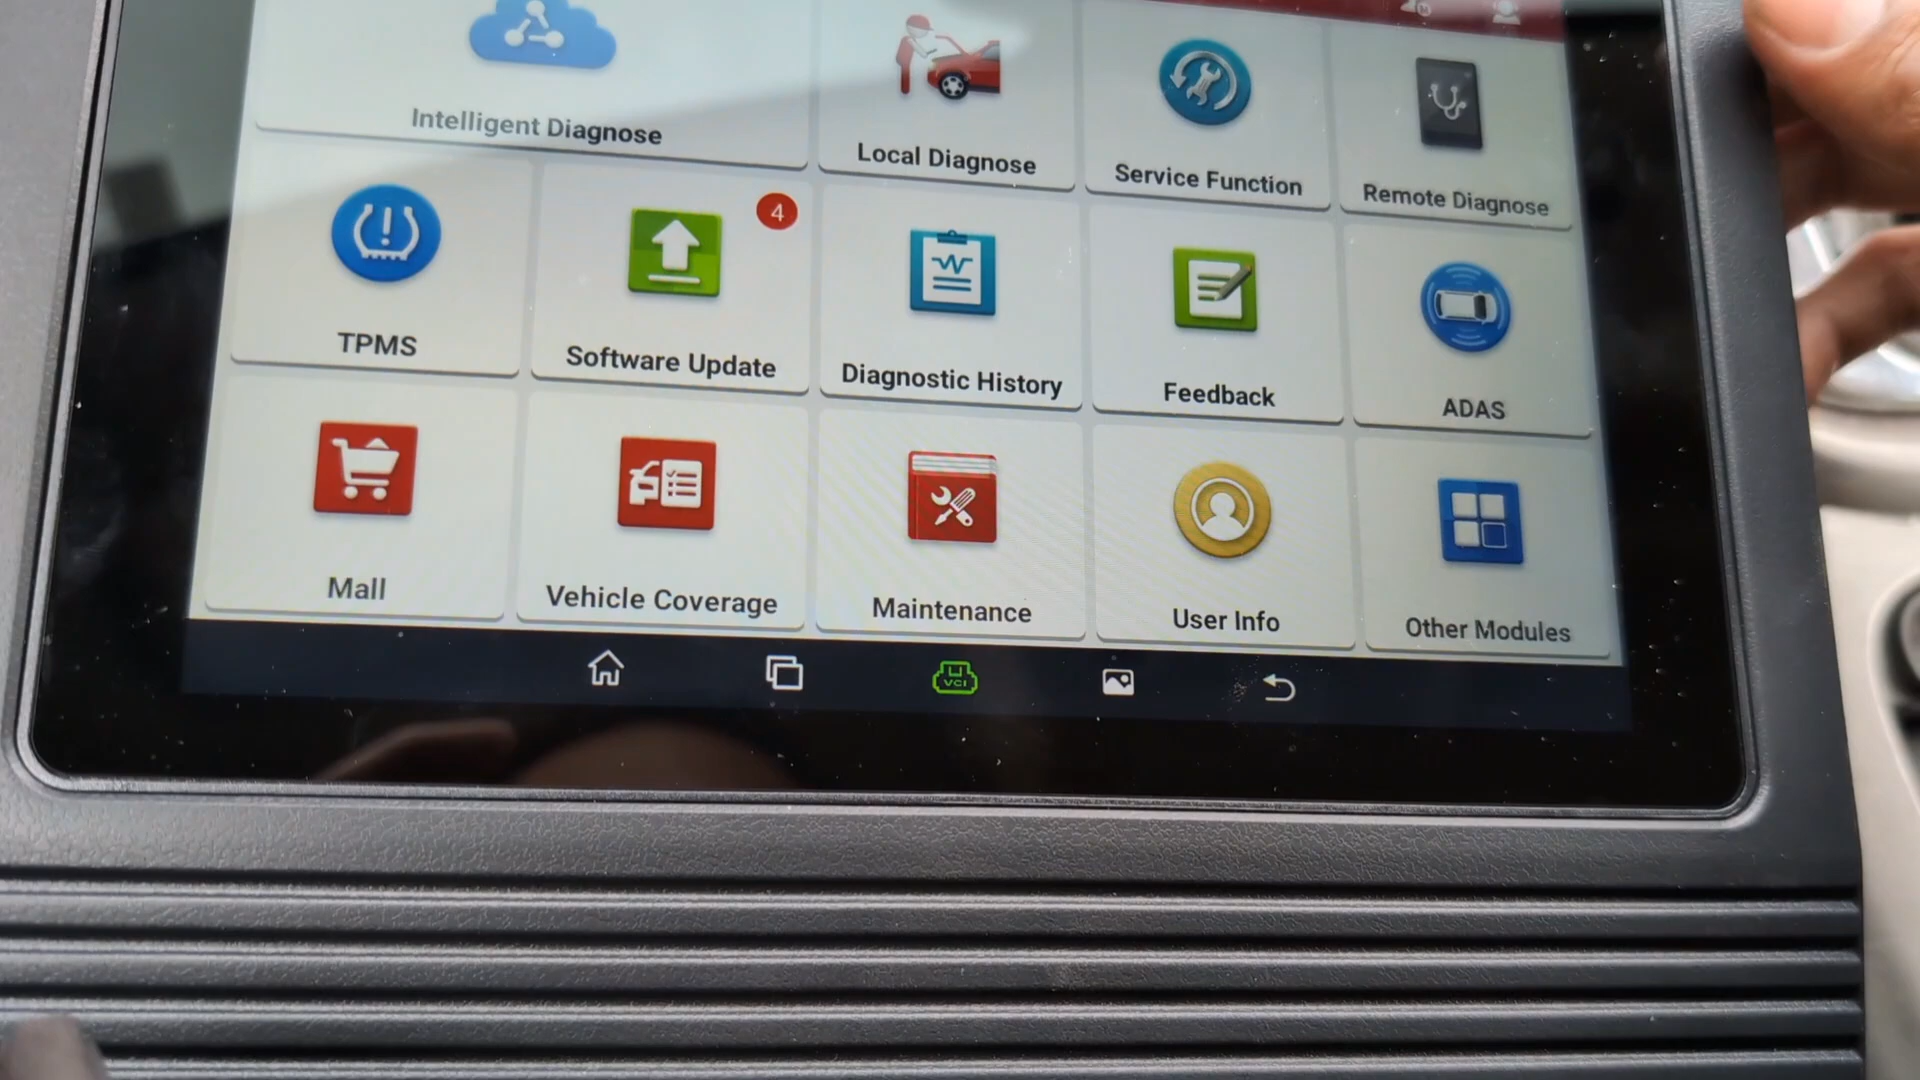 Intelligent Diagnose
Local Diagnose
Service Function
Remote Diagnose
TPMS
4
Software Update
Diagnostic History
Feedback
ADAS
Mall
Vehicle Coverage
Maintenance
User Info
Other Modules
VCI